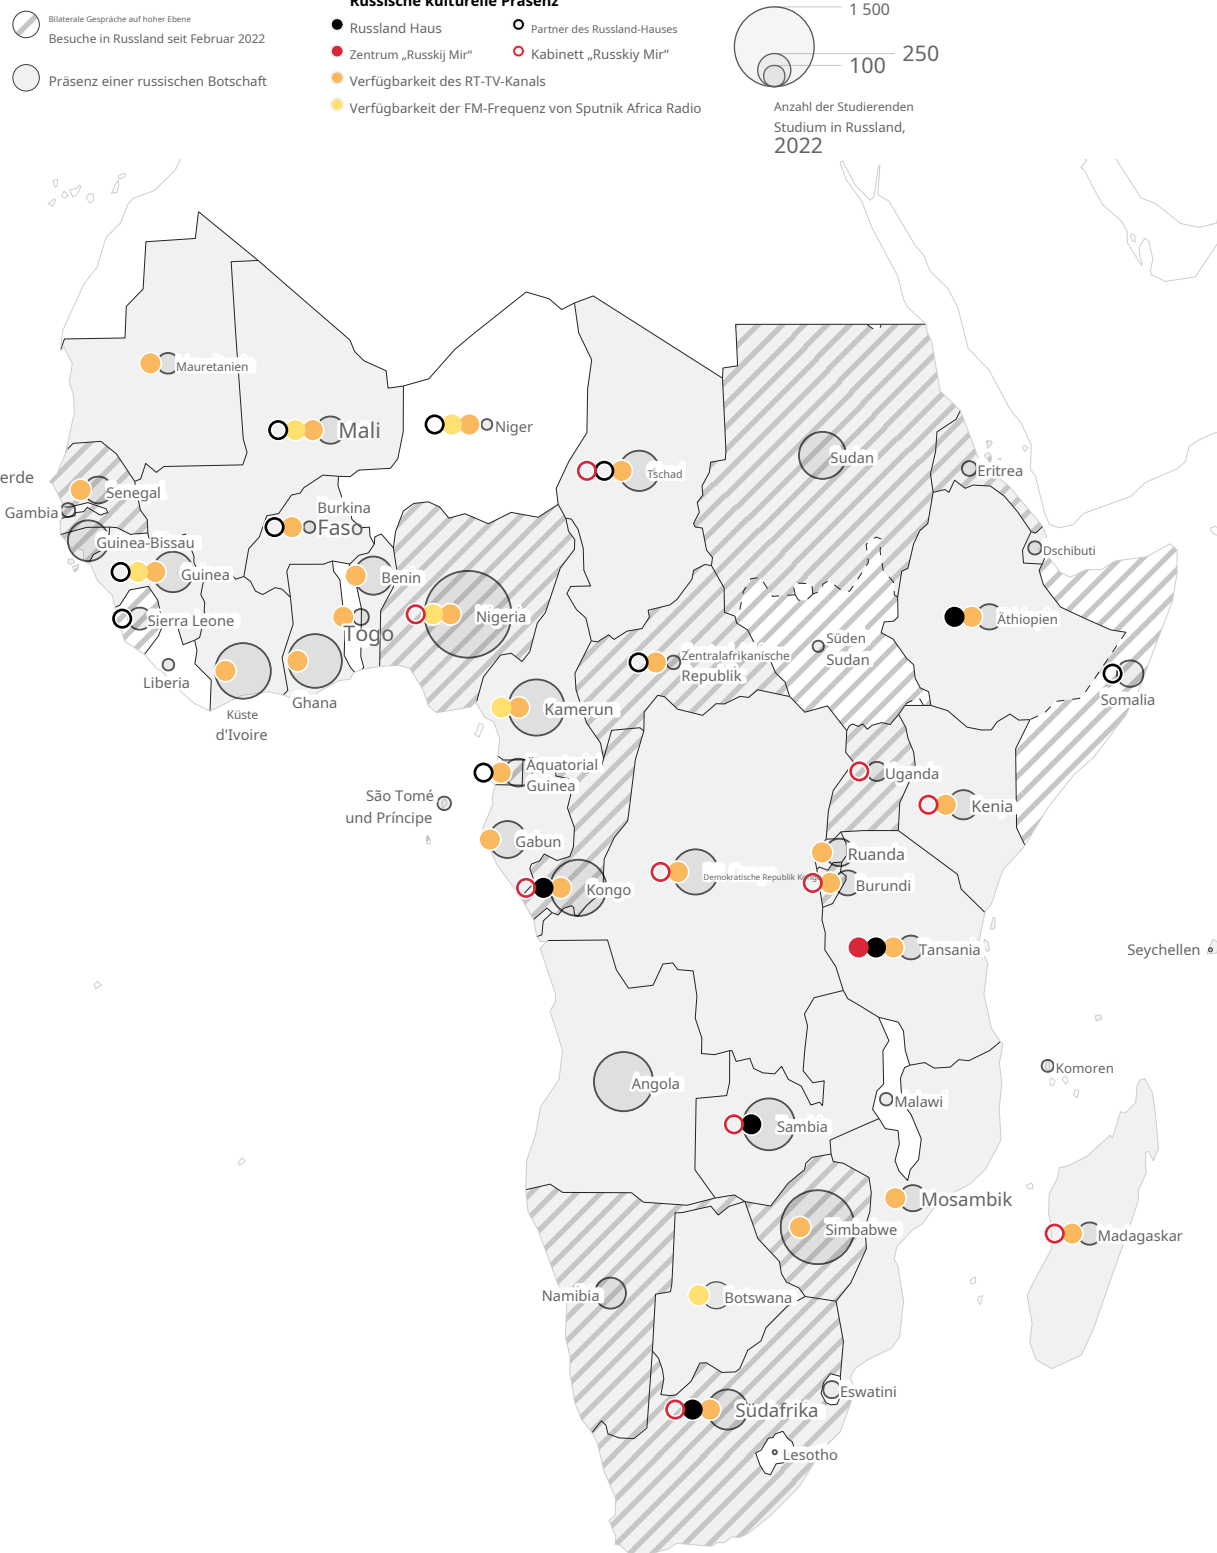 Russische kulturelle Präsenz
Bilaterale Gespräche auf hoher Ebene
Besuche in Russland seit Februar 2022
Präsenz einer russischen Botschaft
Russland Haus
Partner des Russland-Hauses
Zentrum „Russkij Mir“
Kabinett „Russkiy Mir“
Verfügbarkeit des RT-TV-Kanals
Verfügbarkeit der FM-Frequenz von Sputnik Africa Radio
1 500
250
100
Anzahl der Studierenden
Studium in Russland,
2022
Mauretanien
Mali
Niger
Tschad
Sudan
Eritrea
erde
Senegal
Gambia
Burkina
Faso
Guinea-Bissau
Guinea
Benin
Nigeria
Dschibuti
Sierra Leone
Togo
Äthiopien
Liberia
Ghana
Küste
d'Ivoire
Zentralafrikanische
Republik
Süden
Sudan
Somalia
Kamerun
Äquatorial
Guinea
Uganda
São Tomé
und Príncipe
Kenia
Gabun
Ruanda
Kongo
Demokratische Republik Kongo
Burundi
Tansania
Seychellen
Angola
Komoren
Malawi
Sambia
Mosambik
Simbabwe
Madagaskar
Namibia
Botswana
Eswatini
Südafrika
Lesotho